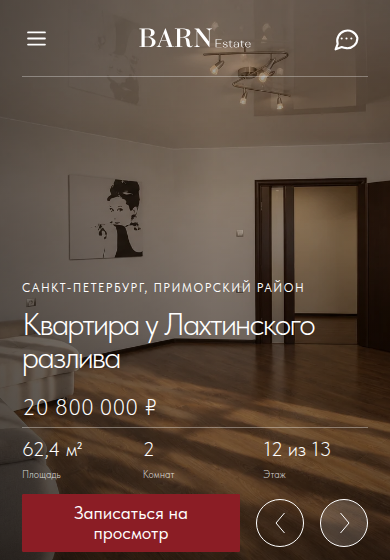 BARN Estate
САНКТ-ПЕТЕРБУРГ, ПРИМОРСКИЙ РАЙОН
Квартира у Лахтинского
разлива
20 800 000 ₽
62,4 м² 2 12 из 13
Площадь Комнат Этаж
Записаться на
просмотр